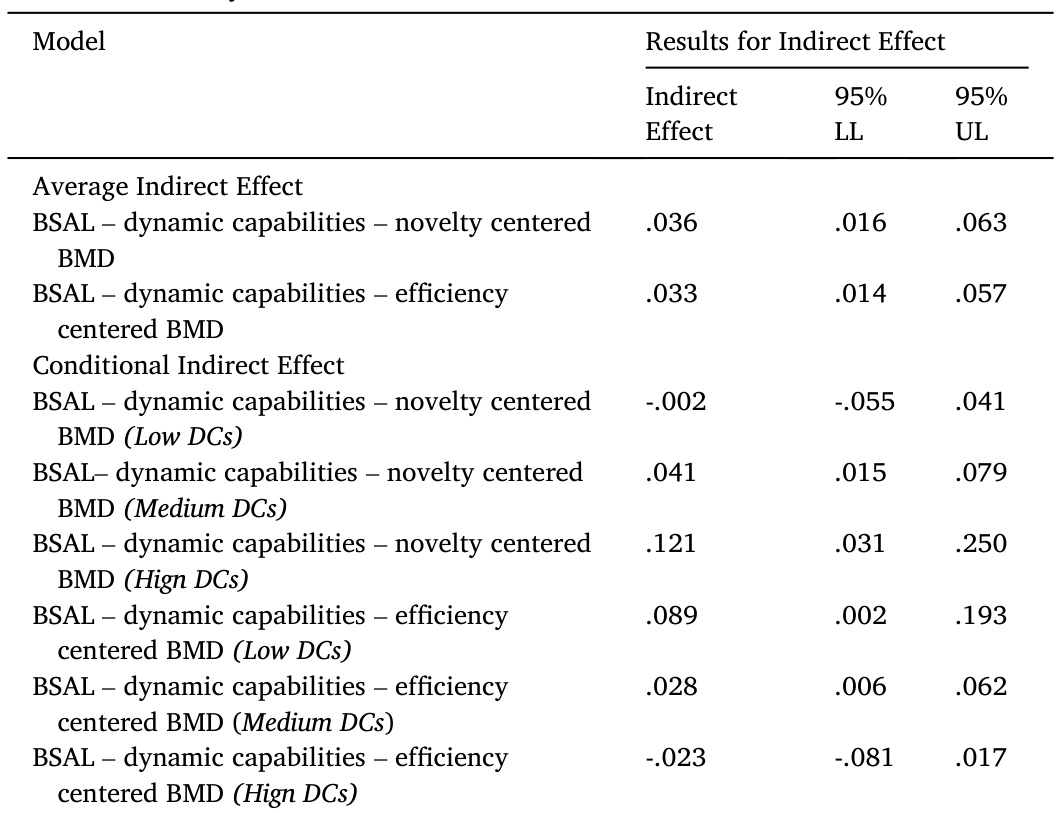 Model Results for Indirect Effect
Indirect Effect 95% LL 95% UL
Average Indirect Effect
BSAL – dynamic capabilities – novelty centered BMD .036 .016 .063
BSAL – dynamic capabilities – efficiency centered BMD .033 .014 .057
Conditional Indirect Effect
BSAL – dynamic capabilities – novelty centered BMD (Low DCs) -.002 -.055 .041
BSAL– dynamic capabilities – novelty centered BMD (Medium DCs) .041 .015 .079
BSAL – dynamic capabilities – novelty centered BMD (Hign DCs) .121 .031 .250
BSAL – dynamic capabilities – efficiency centered BMD (Low DCs) .089 .002 .193
BSAL – dynamic capabilities – efficiency centered BMD (Medium DCs) .028 .006 .062
BSAL – dynamic capabilities – efficiency centered BMD (Hign DCs) -.023 -.081 .017